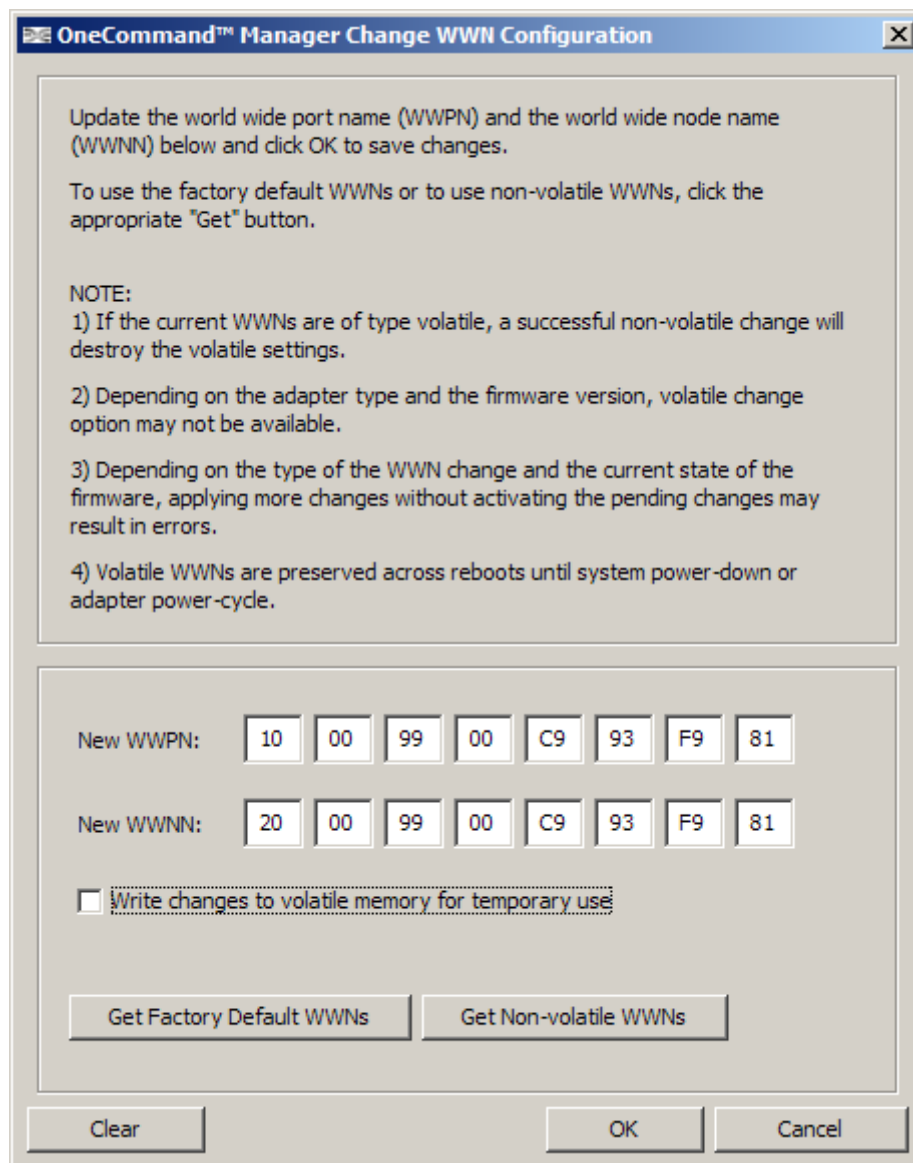 OneCommand™ Manager Change WWN Configuration
Update the world wide port name (WWPN) and the world wide node name
(WWNN) below and click OK to save changes.
To use the factory default WWNs or to use non-volatile WWNs, click the
appropriate "Get" button.
NOTE:
1) If the current WWNs are of type volatile, a successful non-volatile change will
destroy the volatile settings.
2) Depending on the adapter type and the firmware version, volatile change
option may not be available.
3) Depending on the type of the WWN change and the current state of the
firmware, applying more changes without activating the pending changes may
result in errors.
4) Volatile WWNs are preserved across reboots until system power-down or
adapter power-cycle.
New WWPN: 10 00 99 00 C9 93 F9 81
New WWNN: 20 00 99 00 C9 93 F9 81
Write changes to volatile memory for temporary use
Get Factory Default WWNs Get Non-volatile WWNs
Clear OK Cancel